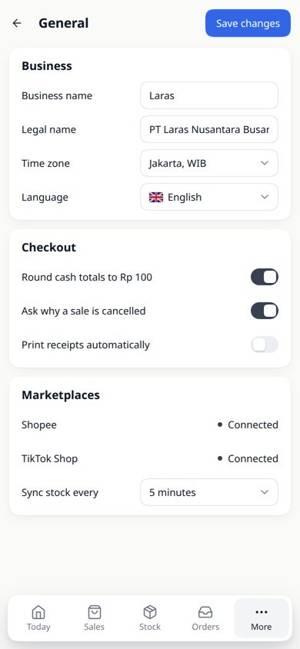 General
Save changes
Business
Business name
Laras
Legal name
PT Laras Nusantara Busar
Time zone
Jakarta, WIB
Language
English
Checkout
Round cash totals to Rp 100
Ask why a sale is cancelled
Print receipts automatically
Marketplaces
Shopee
Connected
TikTok Shop
Connected
Sync stock every
5 minutes
Today
Sales
Stock
Orders
More